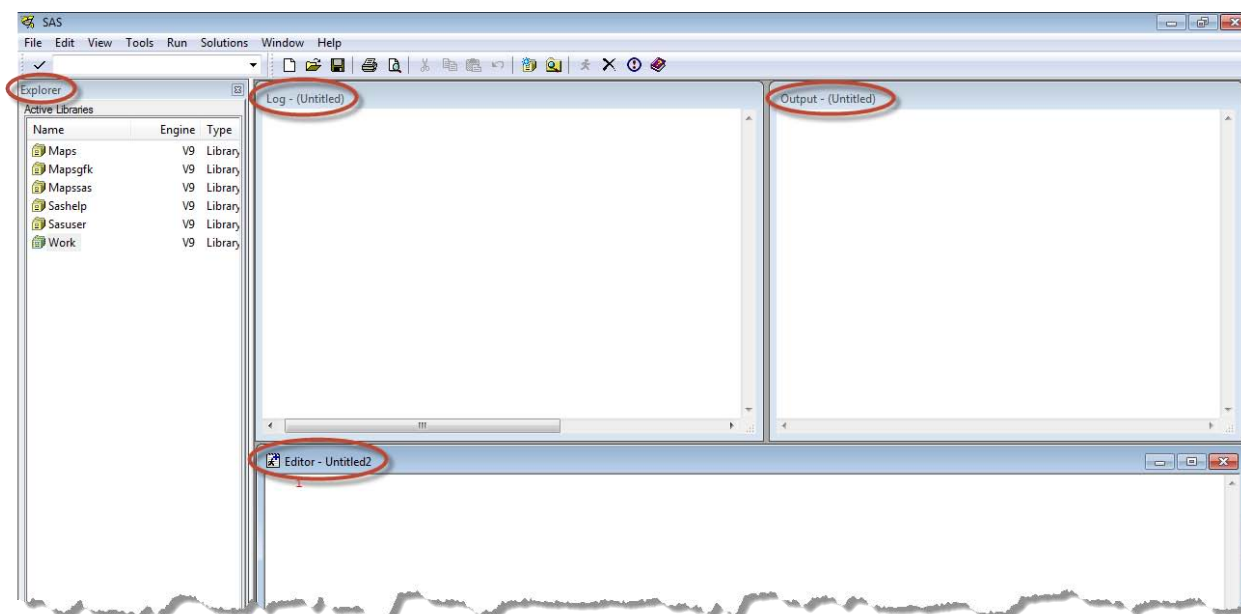 SAS
File Edit View Tools Run Solutions Window Help
Explorer
Active Libraries
Name Engine Type
Maps V9 Library
Mapsgfk V9 Library
Mapssas V9 Library
Sashelp V9 Library
Sasuser V9 Library
Work V9 Library
Log - (Untitled)
Output - (Untitled)
Editor - Untitled2
1